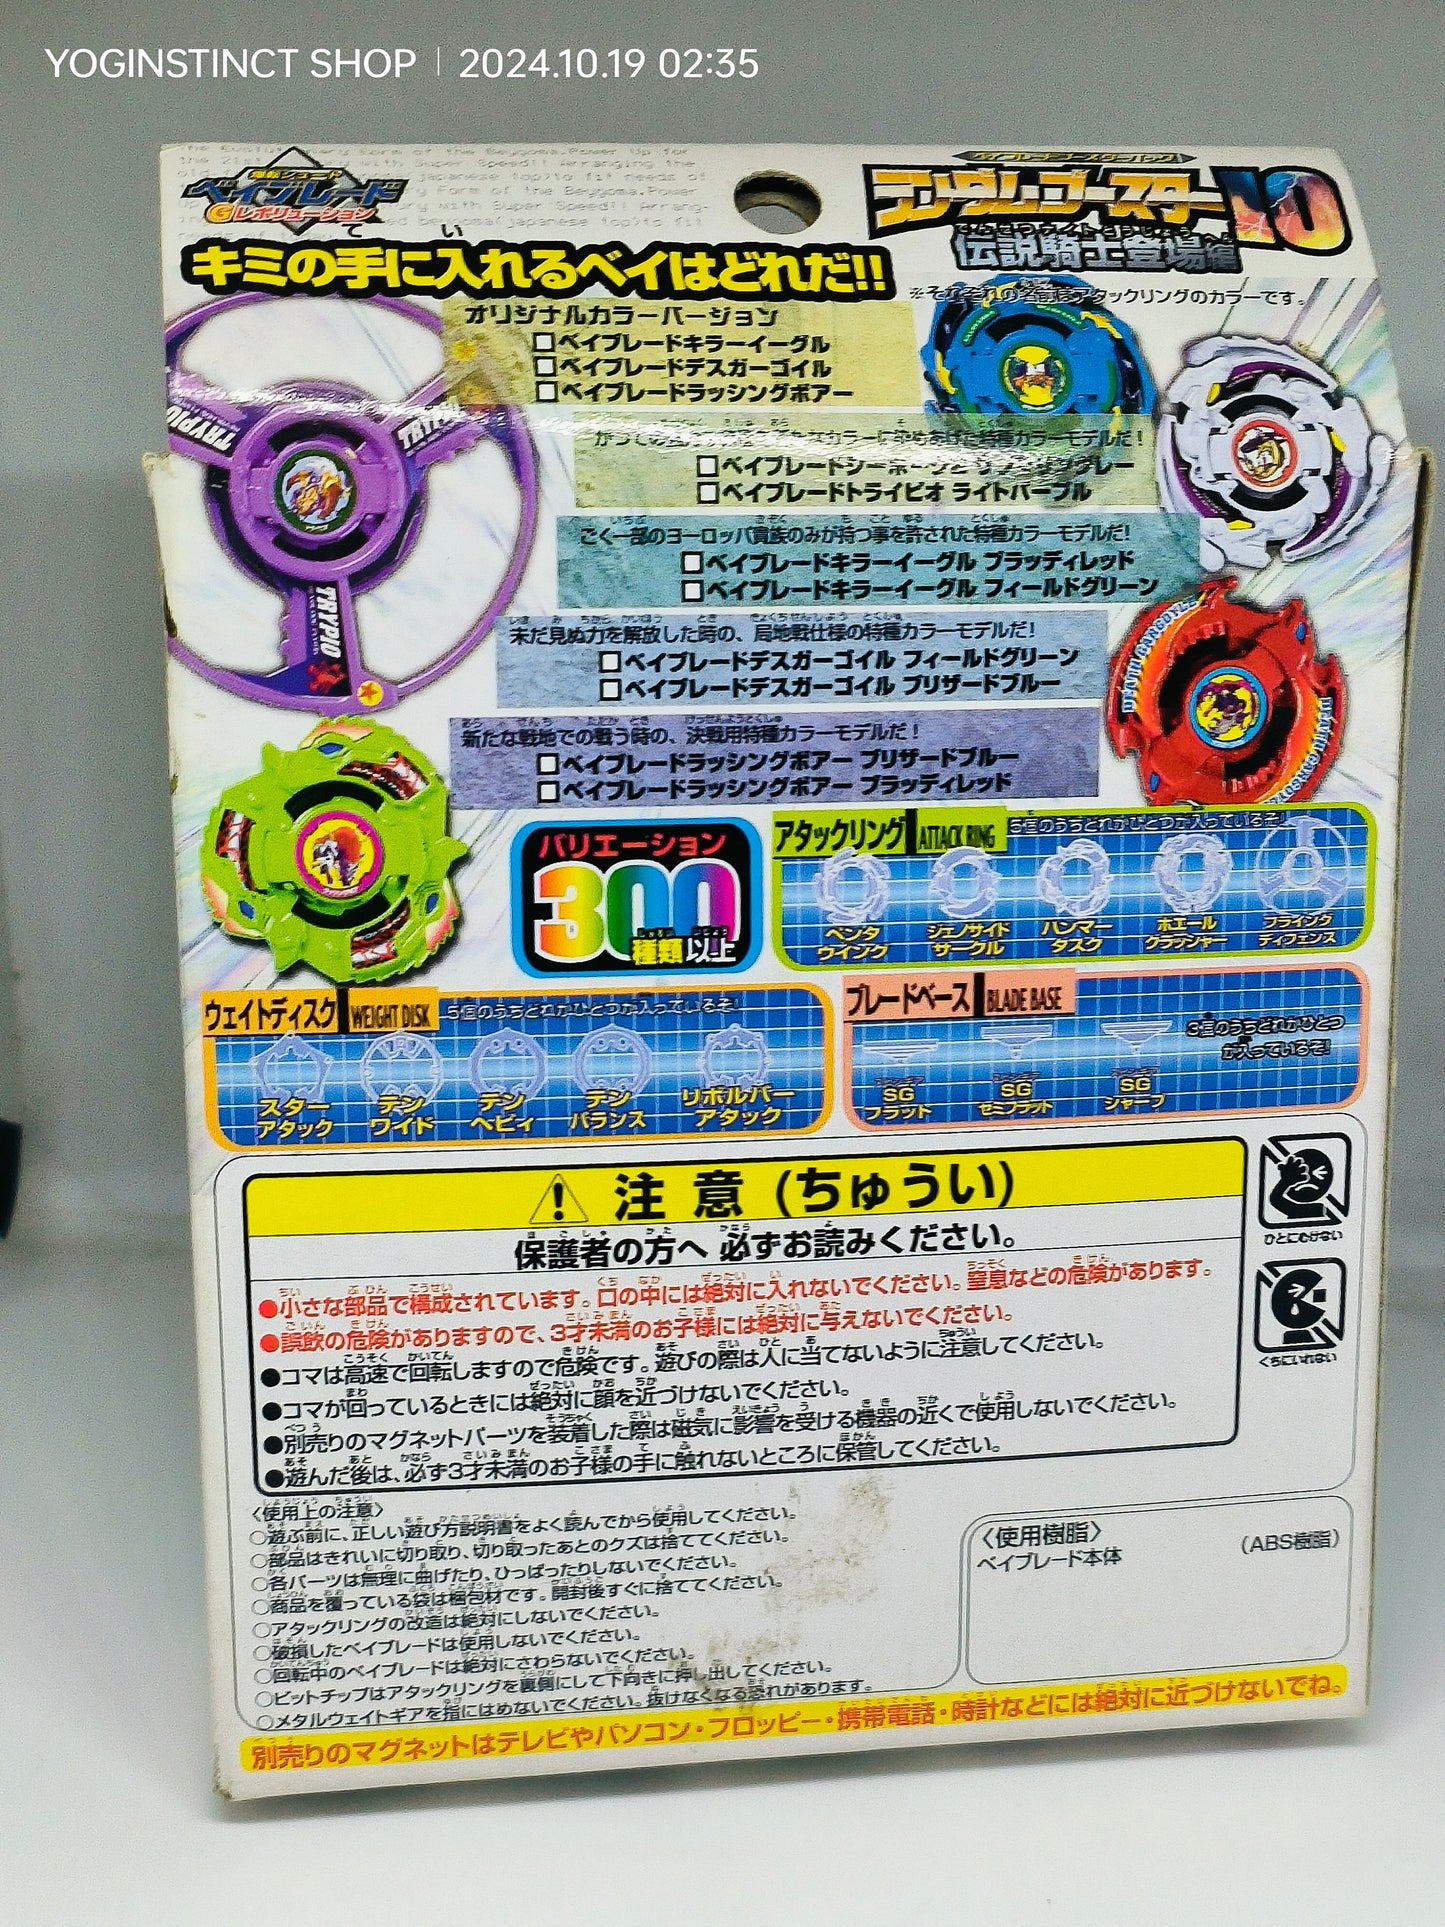 YOGINSTINCT SHOP | 2024.10.19 02:35
爆転シュート
ベイブレード
Gレボリューション
ベイブレードブースターパック
ランダムブースター10
伝説騎士登場編
キミの手に入れるベイはどれだ!!
※それぞれの名前はアタックリングのカラーです。
オリジナルカラーバージョン
□ベイブレードキラーイーグル
□ベイブレードデスガーゴイル
□ベイブレードラッシングボアー
□ベイブレードトライピオ ライトパープル
ごく一部のヨーロッパ貴族のみが持つ事を許された特種カラーモデルだ!
□ベイブレードキラーイーグル ブラッディレッド
□ベイブレードキラーイーグル フィールドグリーン
未だ見ぬ力を解放した時の、局地戦仕様の特種カラーモデルだ!
□ベイブレードデスガーゴイル フィールドグリーン
□ベイブレードデスガーゴイル ブリザードブルー
新たな戦地での戦う時の、決戦用特種カラーモデルだ!
□ベイブレードラッシングボアー ブリザードブルー
□ベイブレードラッシングボアー ブラッディレッド
TRYPIO
TRYPIO
TRYPIO
DEATH GARGOYLE
バリエーション
300
種類以上
アタックリング ATTACK RING 5個のうちどれかひとつが入っているぞ!
ペンタ
ウイング
ジェノサイド
サークル
ハンマー
タスク
ホエール
クラッシャー
フライング
ディフェンス
ウェイトディスク WEIGHT DISK 5個のうちどれかひとつが入っているぞ!
スター
アタック
テン
ワイド
テン
ヘビィ
テン
バランス
リボルバー
アタック
ブレードベース BLADE BASE
3個のうちどれかひとつ
が入っているぞ!
SG
フラット
SG
セミフラット
SG
シャープ
⚠ 注意 (ちゅうい)
保護者の方へ 必ずお読みください。
●小さな部品で構成されています。口の中には絶対に入れないでください。窒息などの危険があります。
●誤飲の危険がありますので、3才未満のお子様には絶対に与えないでください。
●コマは高速で回転しますので危険です。遊びの際は人に当てないように注意してください。
●コマが回っているときには絶対に顔を近づけないでください。
●別売りのマグネットパーツを装着した際は磁気に影響を受ける機器の近くで使用しないでください。
●遊んだ後は、必ず3才未満のお子様の手に触れないところに保管してください。
ひとにむけない
くちにいれない
〈使用上の注意〉
○遊ぶ前に、正しい遊び方説明書をよく読んでから使用してください。
○部品はきれいに切り取り、切り取ったあとのクズは捨ててください。
○各パーツは無理に曲げたり、ひっぱったりしないでください。
○商品を覆っている袋は梱包材です。開封後すぐに捨ててください。
○アタックリングの改造は絶対にしないでください。
○破損したベイブレードは使用しないでください。
○回転中のベイブレードは絶対にさわらないでください。
○ビットチップはアタックリングを裏側にして下向きに押し出してください。
○メタルウェイトギアを指にはめないでください。抜けなくなる恐れがあります。
〈使用樹脂〉
ベイブレード本体 (ABS樹脂)
別売りのマグネットはテレビやパソコン・フロッピー・携帯電話・時計などには絶対に近づけないでね。